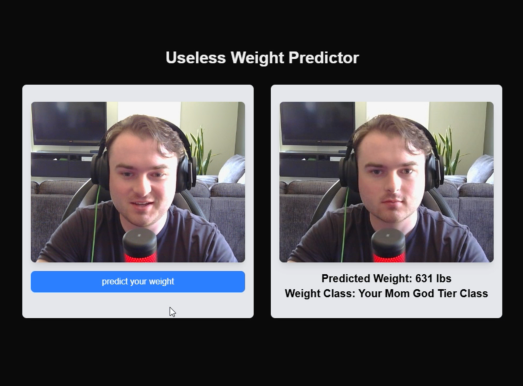 Useless Weight Predictor
predict your weight
Predicted Weight: 631 lbs
Weight Class: Your Mom God Tier Class